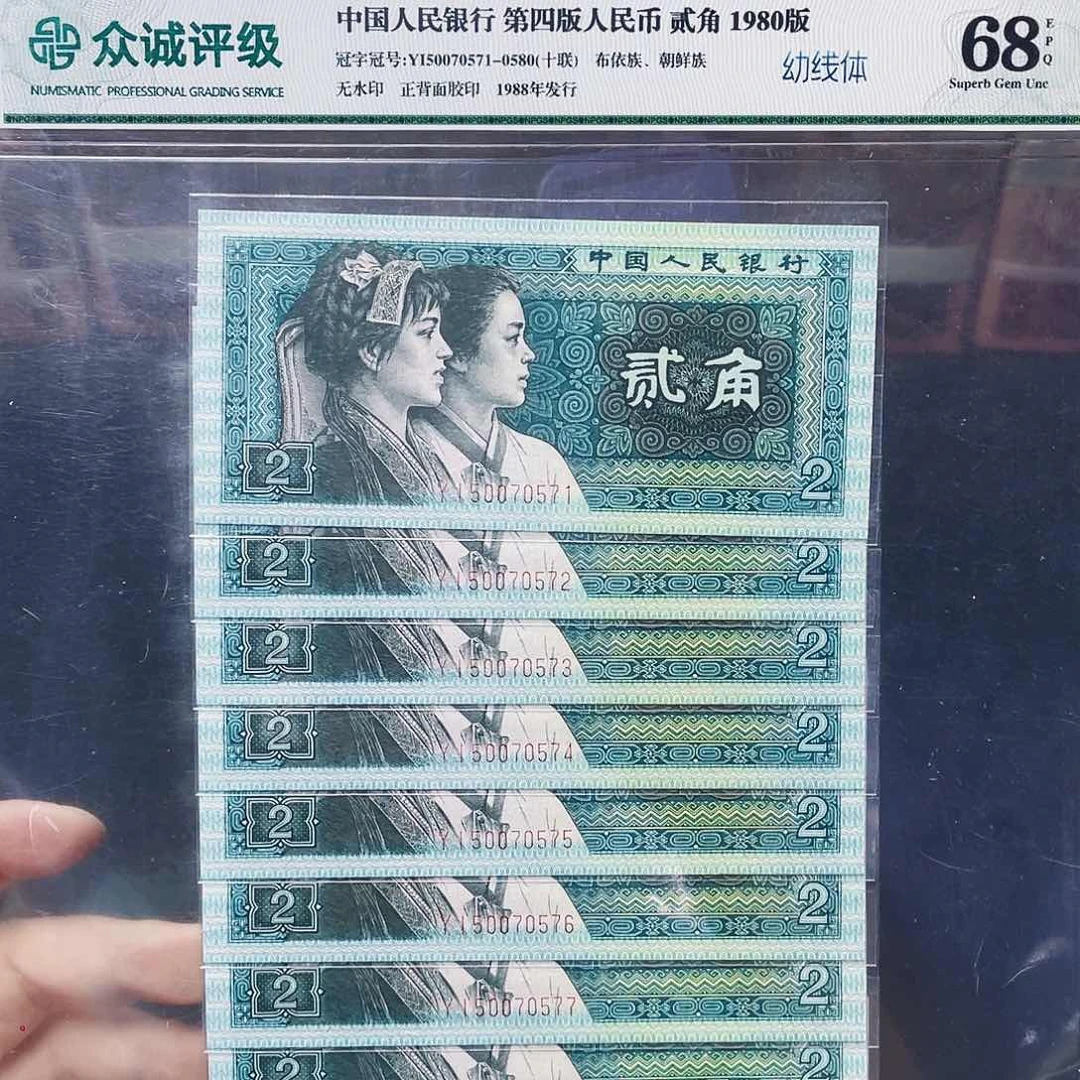 众诚评级
NUMISMATIC PROFESSIONAL GRADING SERVICE
中国人民银行 第四版人民币 贰角 1980版
冠字冠号:YI50070571-0580(十联) 布依族、朝鲜族
无水印 正背面胶印 1988年发行
幼线体
68 EPQ
Superb Gem Unc
中国人民银行
贰角
2 YI50070571 2
2 YI50070572 2
2 YI50070573 2
2 YI50070574 2
2 YI50070575 2
2 YI50070576 2
2 YI50070577 2
2 2